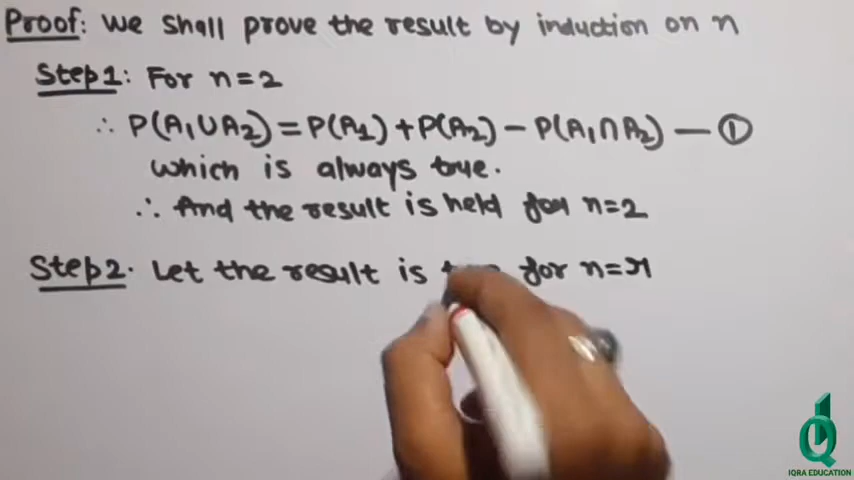 Proof: We shall prove the result by induction on n
Step1: For n=2
∴ P(A₁∪A₂) = P(A₁) + P(A₂) − P(A₁∩A₂) — ①
which is always true.
∴ And the result is held for n=2
Step2. Let the result is for n=r
IQRA EDUCATION